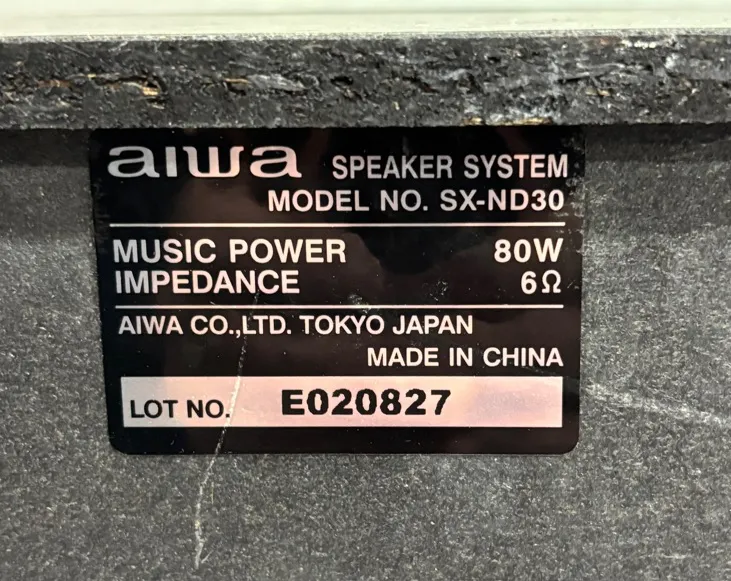 aiwa SPEAKER SYSTEM
MODEL NO. SX-ND30
MUSIC POWER 80W
IMPEDANCE 6Ω
AIWA CO.,LTD. TOKYO JAPAN
MADE IN CHINA
LOT NO. E020827